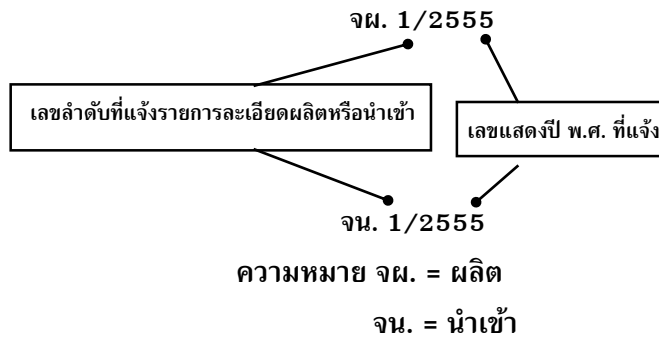 จผ. 1/2555
เลขลำดับที่แจ้งรายการละเอียดผลิตหรือนำเข้า
เลขแสดงปี พ.ศ. ที่แจ้ง
จน. 1/2555
ความหมาย จผ. = ผลิต
จน. = นำเข้า